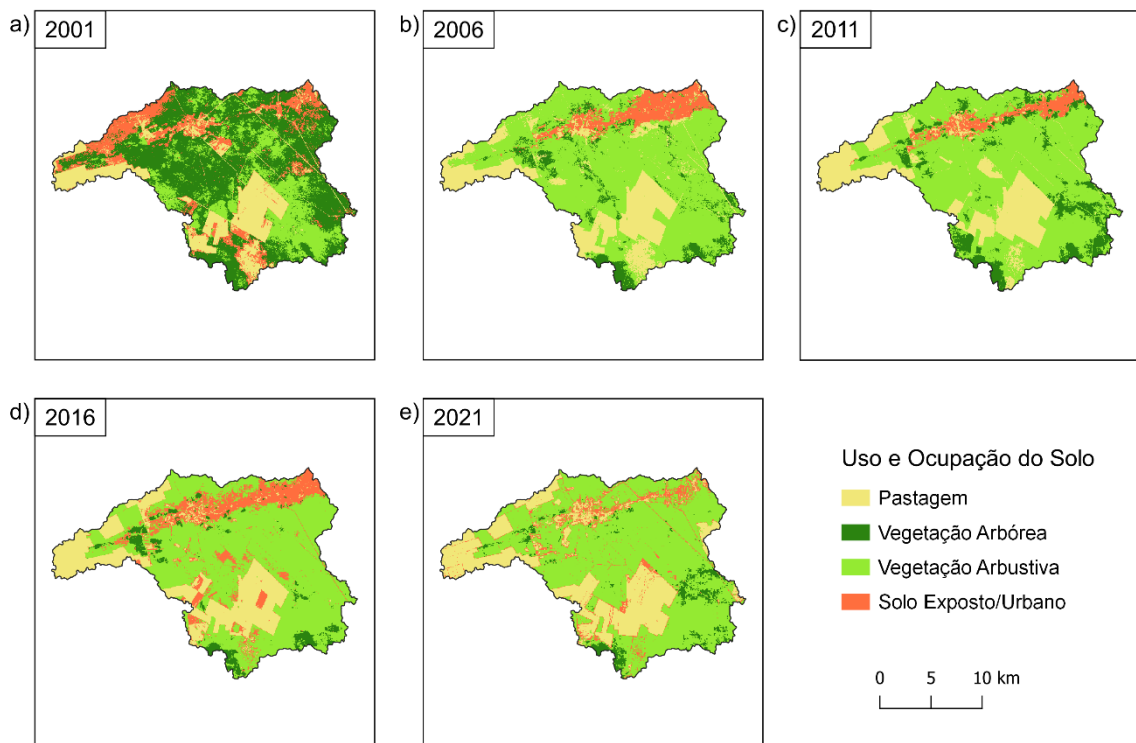 a) 2001
b) 2006
c) 2011
d) 2016
e) 2021
Uso e Ocupação do Solo
Pastagem
Vegetação Arbórea
Vegetação Arbustiva
Solo Exposto/Urbano
0 5 10 km